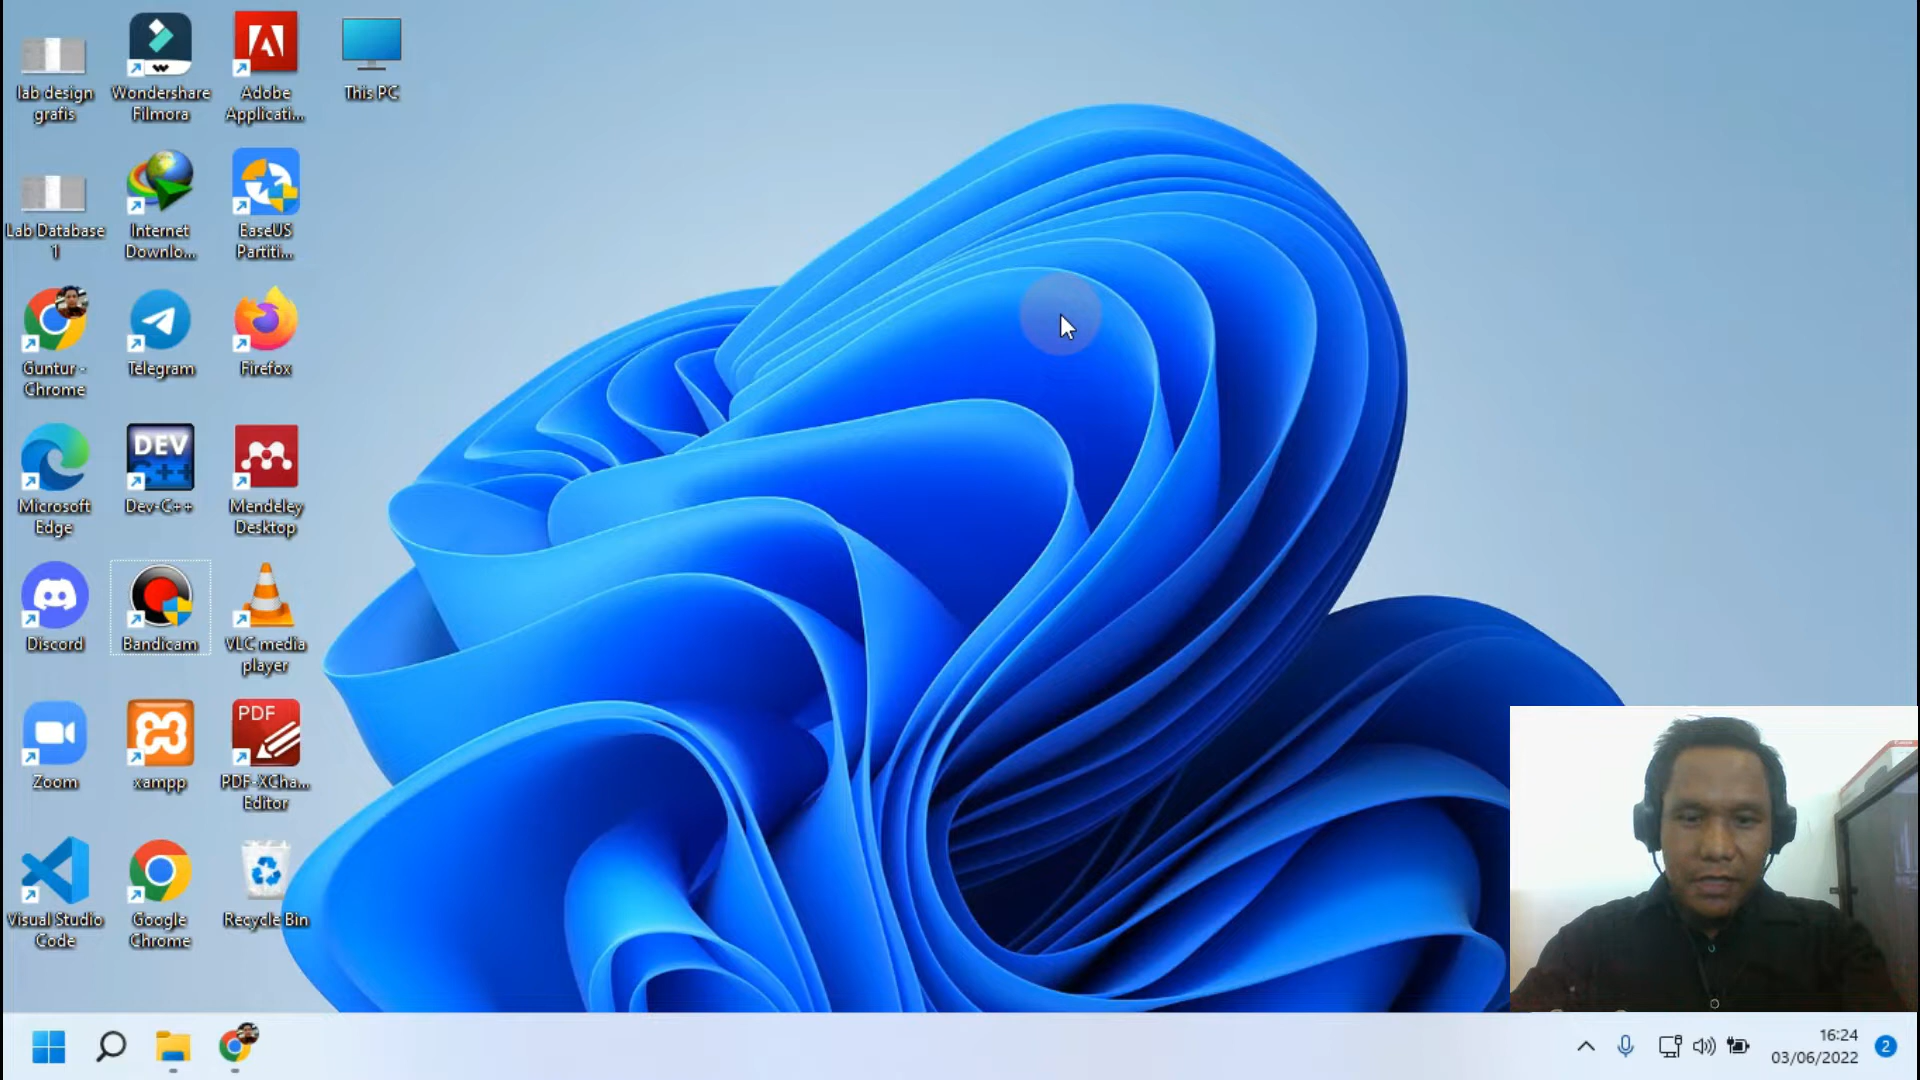 lab design
grafis
Wondershare
Filmora
Adobe
Applicati...
This PC
Lab Database
1
Internet
Downlo...
EaseUS
Partiti...
Guntur -
Chrome
Telegram
Firefox
Microsoft
Edge
DEV
C++
Dev-C++
Mendeley
Desktop
Discord
Bandicam
VLC media
player
Zoom
xampp
PDF
PDF-XCha...
Editor
Visual Studio
Code
Google
Chrome
Recycle Bin
16:24
03/06/2022
2